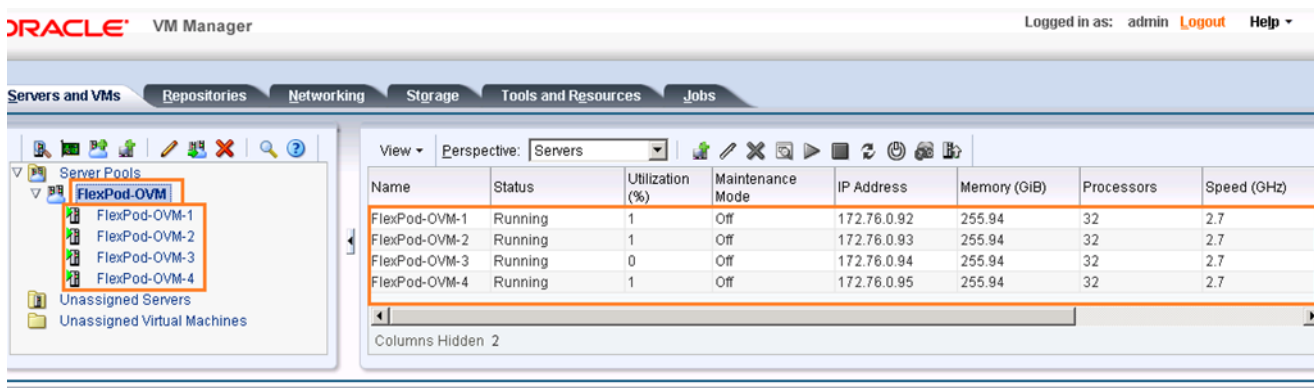 ORACLE VM Manager Logged in as: admin Logout Help
Servers and VMs Repositories Networking Storage Tools and Resources Jobs
View Perspective: Servers
Server Pools
FlexPod-OVM
FlexPod-OVM-1
FlexPod-OVM-2
FlexPod-OVM-3
FlexPod-OVM-4
Unassigned Servers
Unassigned Virtual Machines
Name Status Utilization (%) Maintenance Mode IP Address Memory (GiB) Processors Speed (GHz)
FlexPod-OVM-1 Running 1 Off 172.76.0.92 255.94 32 2.7
FlexPod-OVM-2 Running 1 Off 172.76.0.93 255.94 32 2.7
FlexPod-OVM-3 Running 0 Off 172.76.0.94 255.94 32 2.7
FlexPod-OVM-4 Running 1 Off 172.76.0.95 255.94 32 2.7
Columns Hidden 2